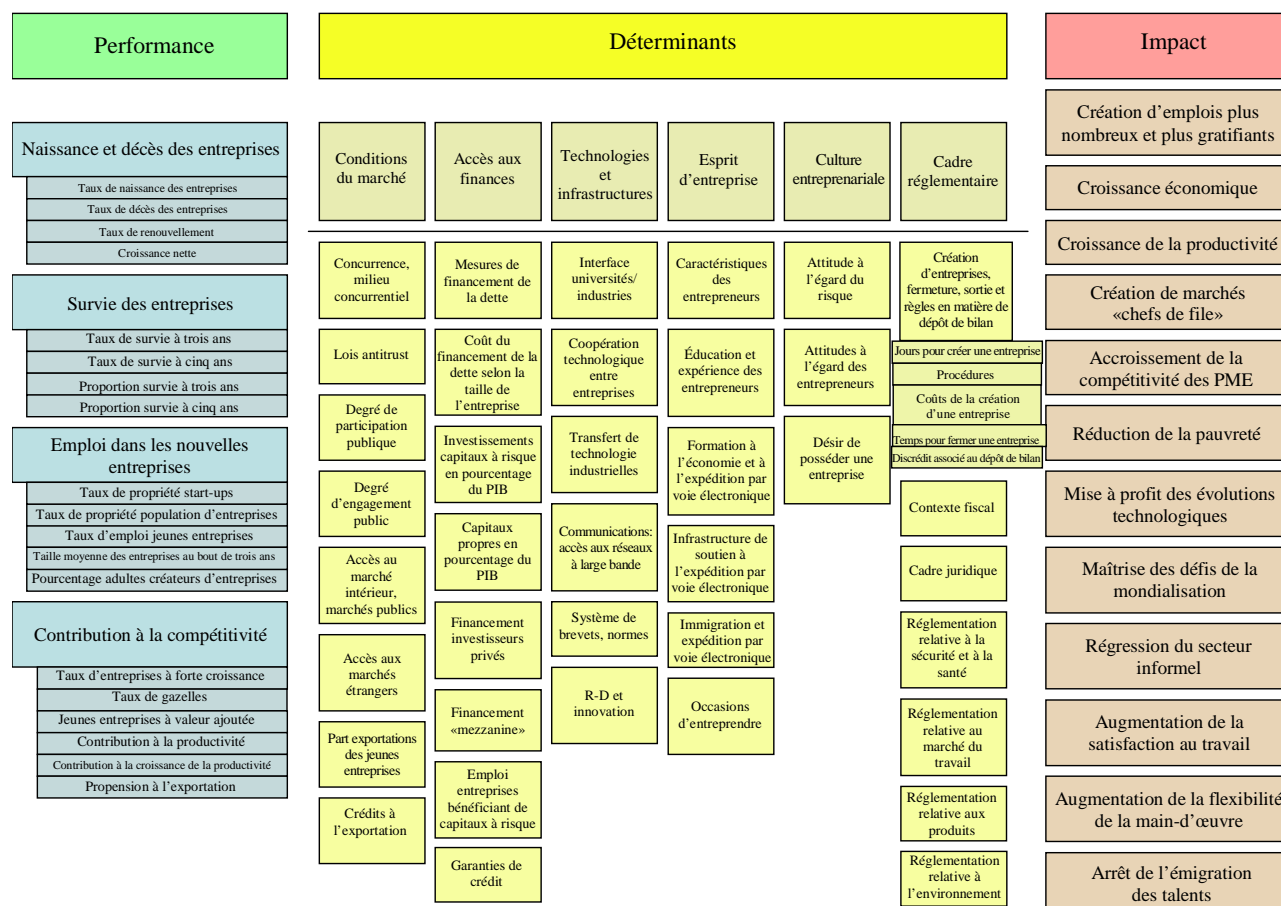 Performance
Déterminants
Impact
Naissance et décès des entreprises
Taux de naissance des entreprises
Taux de décès des entreprises
Taux de renouvellement
Croissance nette
Survie des entreprises
Taux de survie à trois ans
Taux de survie à cinq ans
Proportion survie à trois ans
Proportion survie à cinq ans
Emploi dans les nouvelles
entreprises
Taux de propriété start-ups
Taux de propriété population d’entreprises
Taux d’emploi jeunes entreprises
Taille moyenne des entreprises au bout de trois ans
Pourcentage adultes créateurs d’entreprises
Contribution à la compétitivité
Taux d’entreprises à forte croissance
Taux de gazelles
Jeunes entreprises à valeur ajoutée
Contribution à la productivité
Contribution à la croissance de la productivité
Propension à l’exportation
Conditions
du marché
Concurrence,
milieu
concurrentiel
Lois antitrust
Degré de
participation
publique
Degré
d’engagement
public
Accès au
marché
intérieur,
marchés publics
Accès aux
marchés
étrangers
Part exportations
des jeunes
entreprises
Crédits à
l’exportation
Accès aux
finances
Mesures de
financement de
la dette
Coût du
financement de la
dette selon la
taille de
l’entreprise
Investissements
capitaux à risque
en pourcentage
du PIB
Capitaux
propres en
pourcentage du
PIB
Financement
investisseurs
privés
Financement
«mezzanine»
Emploi
entreprises
bénéficiant de
capitaux à risque
Garanties de
crédit
Technologies
et
infrastructures
Interface
universités/
industries
Coopération
technologique
entre
entreprises
Transfert de
technologie
industrielles
Communications:
accès aux réseaux
à large bande
Système de
brevets, normes
R-D et
innovation
Esprit
d’entreprise
Caractéristiques
des
entrepreneurs
Éducation et
expérience des
entrepreneurs
Formation à
l’économie et à
l’expédition par
voie électronique
Infrastructure de
soutien à
l’expédition par
voie électronique
Immigration et
expédition par
voie électronique
Occasions
d’entreprendre
Culture
entreprenariale
Attitude à
l’égard du
risque
Attitudes à
l’égard des
entrepreneurs
Désir de
posséder une
entreprise
Cadre
réglementaire
Création
d’entreprises,
fermeture, sortie et
règles en matière de
dépôt de bilan
Jours pour créer une entreprise
Procédures
Coûts de la création
d’une entreprise
Temps pour fermer une entreprise
Discrédit associé au dépôt de bilan
Contexte fiscal
Cadre juridique
Réglementation
relative à la
sécurité et à la
santé
Réglementation
relative au
marché du
travail
Réglementation
relative aux
produits
Réglementation
relative à
l’environnement
Création d’emplois plus
nombreux et plus gratifiants
Croissance économique
Croissance de la productivité
Création de marchés
«chefs de file»
Accroissement de la
compétitivité des PME
Réduction de la pauvreté
Mise à profit des évolutions
technologiques
Maîtrise des défis de la
mondialisation
Régression du secteur
informel
Augmentation de la
satisfaction au travail
Augmentation de la flexibilité
de la main-d’œuvre
Arrêt de l’émigration
des talents